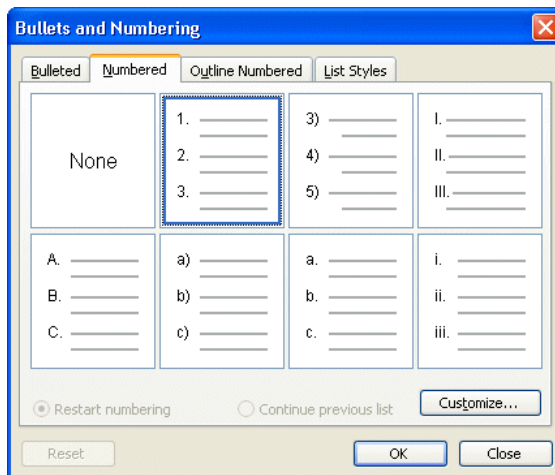 Bullets and Numbering
Bulleted Numbered Outline Numbered List Styles
None
1.
2.
3.
3)
4)
5)
I.
II.
III.
A.
B.
C.
a)
b)
c)
a.
b.
c.
i.
ii.
iii.
Restart numbering Continue previous list Customize...
Reset OK Close